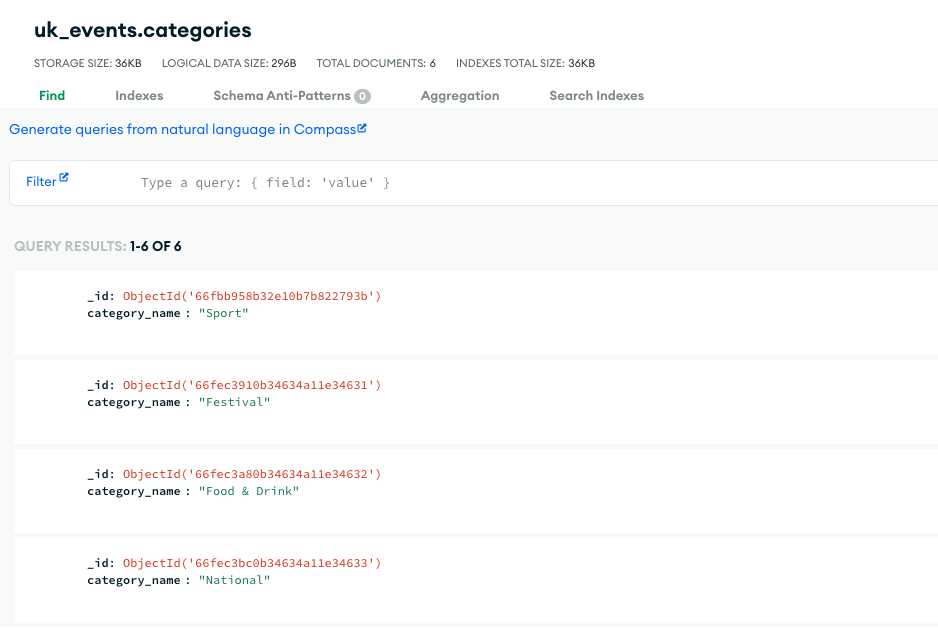 uk_events.categories
STORAGE SIZE: 36KB LOGICAL DATA SIZE: 296B TOTAL DOCUMENTS: 6 INDEXES TOTAL SIZE: 36KB
Find Indexes Schema Anti-Patterns 0 Aggregation Search Indexes
Generate queries from natural language in Compass
Filter Type a query: { field: 'value' }
QUERY RESULTS: 1-6 OF 6
_id: ObjectId('66fbb958b32e10b7b822793b')
category_name : "Sport"
_id: ObjectId('66fec3910b34634a11e34631')
category_name : "Festival"
_id: ObjectId('66fec3a80b34634a11e34632')
category_name : "Food & Drink"
_id: ObjectId('66fec3bc0b34634a11e34633')
category_name : "National"